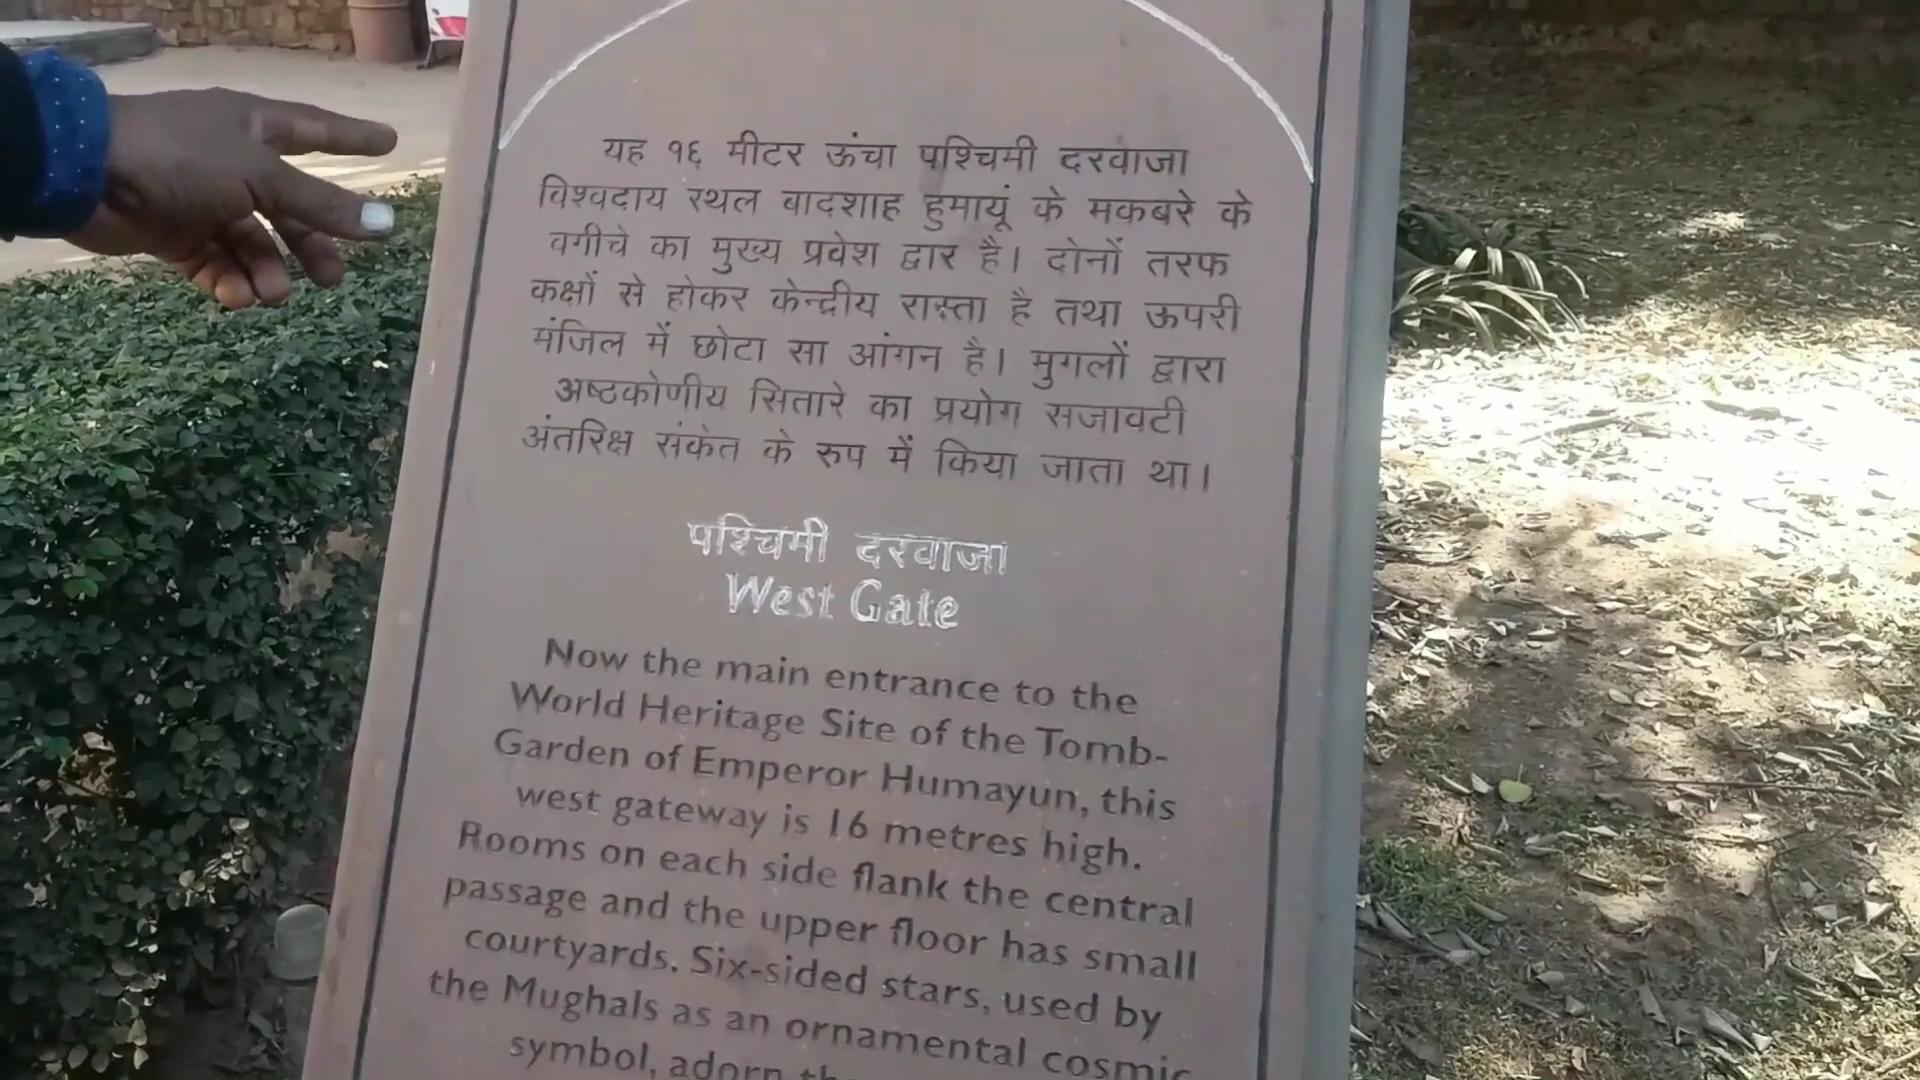 यह १६ मीटर ऊंचा पश्चिमी दरवाजा
विश्वदाय स्थल बादशाह हुमायूं के मकबरे के
वगीचे का मुख्य प्रवेश द्वार है। दोनों तरफ
कक्षों से होकर केन्द्रीय रास्ता है तथा ऊपरी
मंजिल में छोटा सा आंगन है। मुगलों द्वारा
अष्ठकोणीय सितारे का प्रयोग सजावटी
अंतरिक्ष संकेत के रुप में किया जाता था।
पश्चिमी दरवाजा
West Gate
Now the main entrance to the
World Heritage Site of the Tomb-
Garden of Emperor Humayun, this
west gateway is 16 metres high.
Rooms on each side flank the central
passage and the upper floor has small
courtyards. Six-sided stars, used by
the Mughals as an ornamental cosmic
symbol, adorn